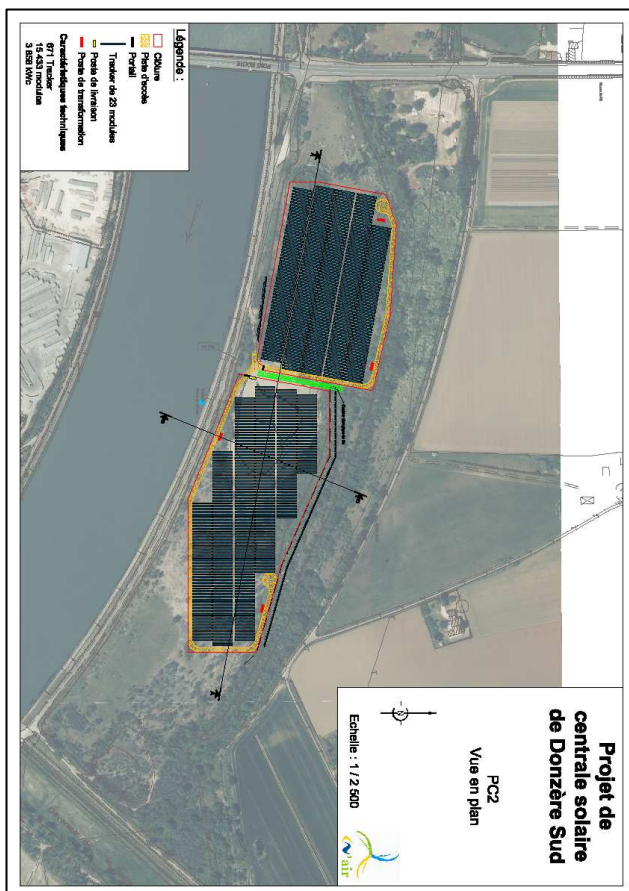 Projet de
centrale solaire
de Donzère Sud
PC2
Vue en plan
N
Echelle : 1 / 2 500
N'air
Légende :
Clôture
Piste d'accès
Portail
Tracker de 23 modules
Poste de livraison
Poste de transformation
Caractéristiques techniques
671 Tracker
15 433 modules
3 858 kWc